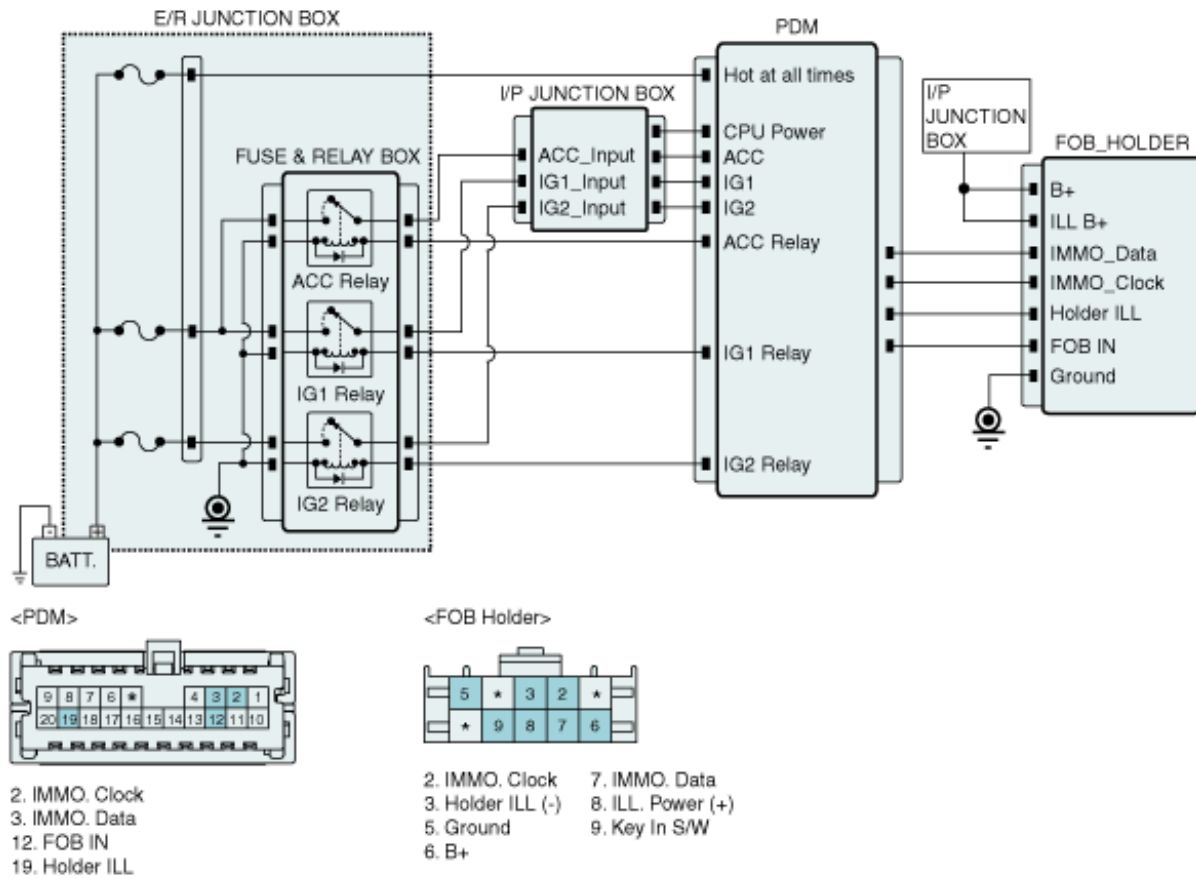 E/R JUNCTION BOX
PDM
Hot at all times
I/P JUNCTION BOX
CPU Power
ACC
IG1
IG2
ACC_Input
IG1_Input
IG2_Input
FUSE & RELAY BOX
ACC Relay
IG1 Relay
IG2 Relay
ACC Relay
IG1 Relay
IG2 Relay
I/P
JUNCTION
BOX
FOB_HOLDER
B+
ILL B+
IMMO_Data
IMMO_Clock
Holder ILL
FOB IN
Ground
- +
BATT.
<PDM>
9 8 7 6 * 4 3 2 1
20 19 18 17 16 15 14 13 12 11 10
2. IMMO. Clock
3. IMMO. Data
12. FOB IN
19. Holder ILL
<FOB Holder>
5 * 3 2 *
* 9 8 7 6
2. IMMO. Clock
3. Holder ILL (-)
5. Ground
6. B+
7. IMMO. Data
8. ILL. Power (+)
9. Key In S/W